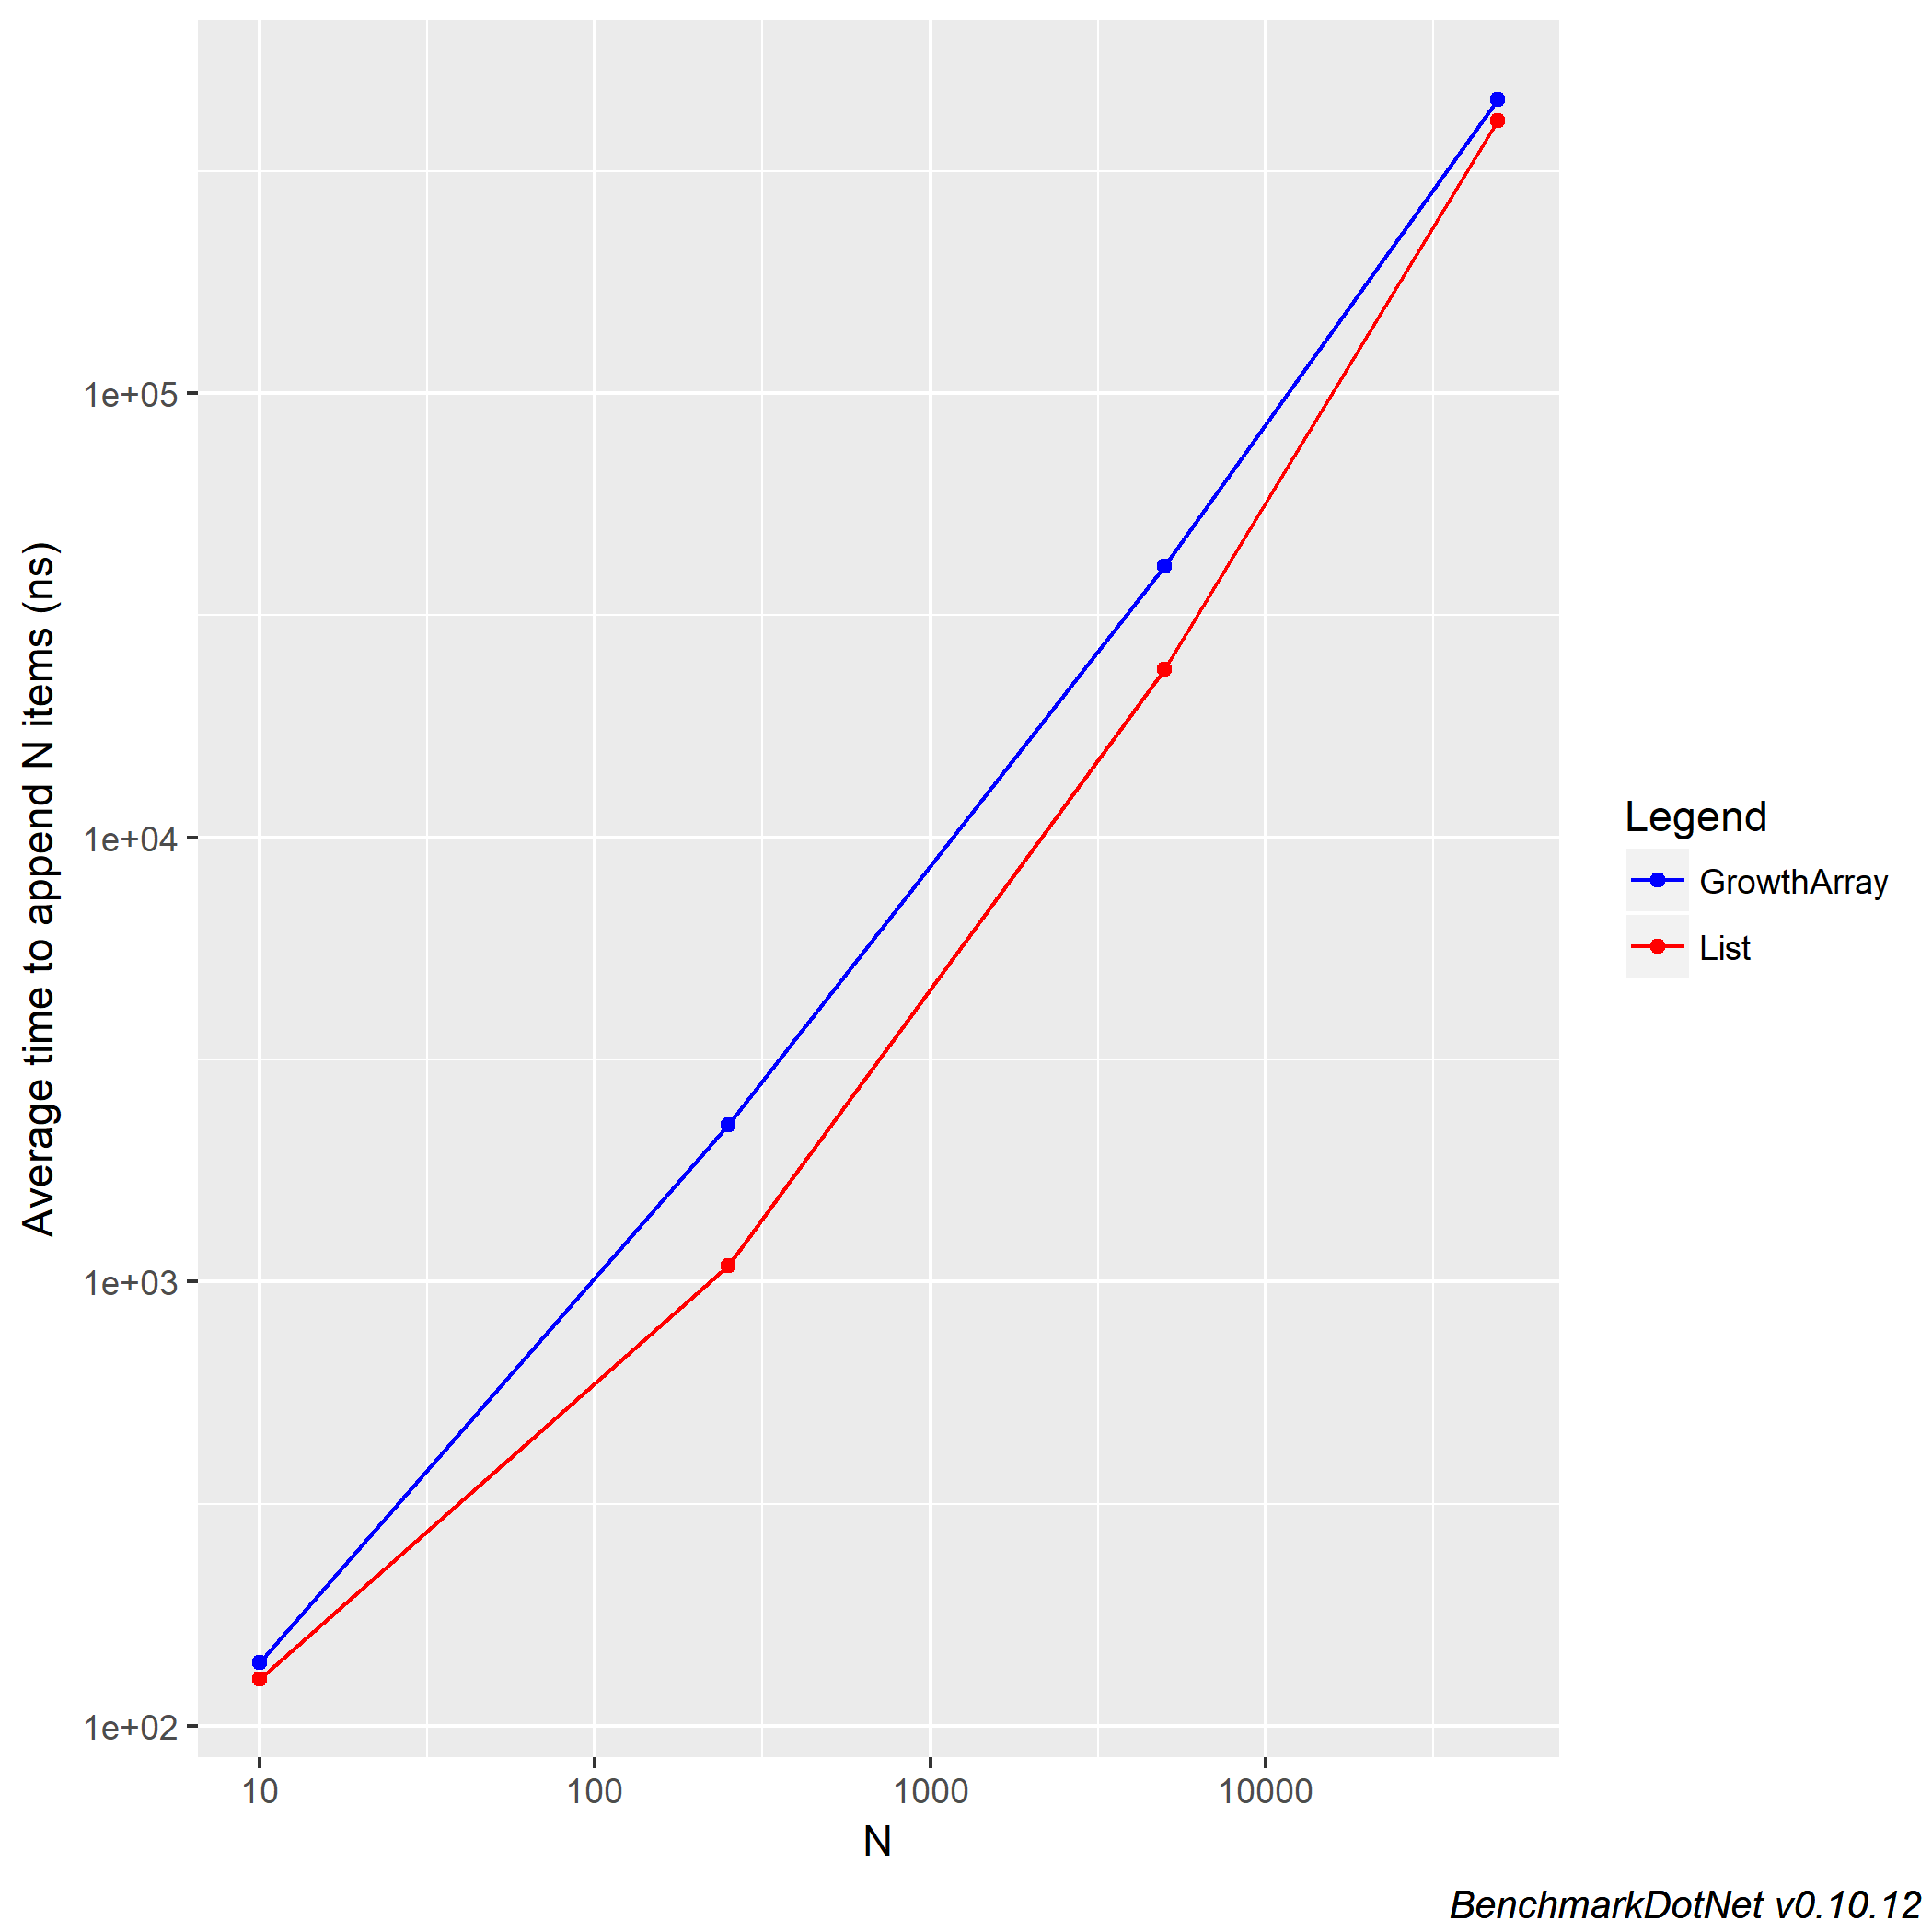 Average time to append N items (ns)
1e+05
1e+04
1e+03
1e+02
10 100 1000 10000
N
Legend
GrowthArray
List
BenchmarkDotNet v0.10.12